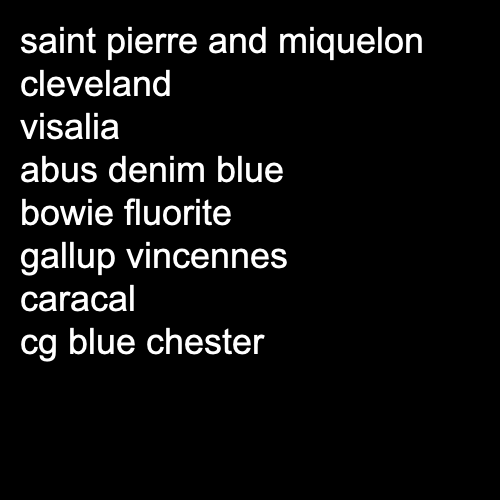 saint pierre and miquelon
cleveland
visalia
abus denim blue
bowie fluorite
gallup vincennes
caracal
cg blue chester